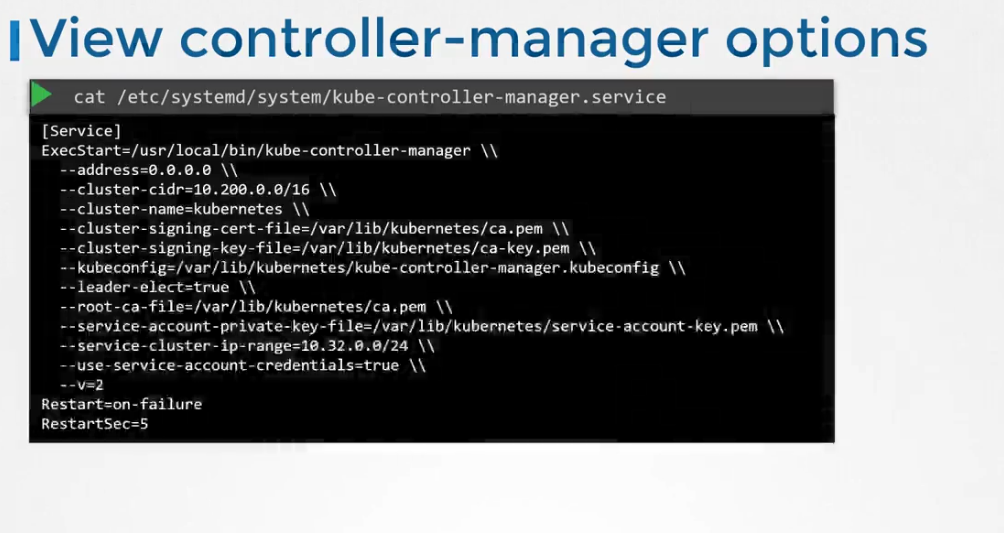 View controller-manager options
cat /etc/systemd/system/kube-controller-manager.service
[Service]
ExecStart=/usr/local/bin/kube-controller-manager \\
  --address=0.0.0.0 \\
  --cluster-cidr=10.200.0.0/16 \\
  --cluster-name=kubernetes \\
  --cluster-signing-cert-file=/var/lib/kubernetes/ca.pem \\
  --cluster-signing-key-file=/var/lib/kubernetes/ca-key.pem \\
  --kubeconfig=/var/lib/kubernetes/kube-controller-manager.kubeconfig \\
  --leader-elect=true \\
  --root-ca-file=/var/lib/kubernetes/ca.pem \\
  --service-account-private-key-file=/var/lib/kubernetes/service-account-key.pem \\
  --service-cluster-ip-range=10.32.0.0/24 \\
  --use-service-account-credentials=true \\
  --v=2
Restart=on-failure
RestartSec=5